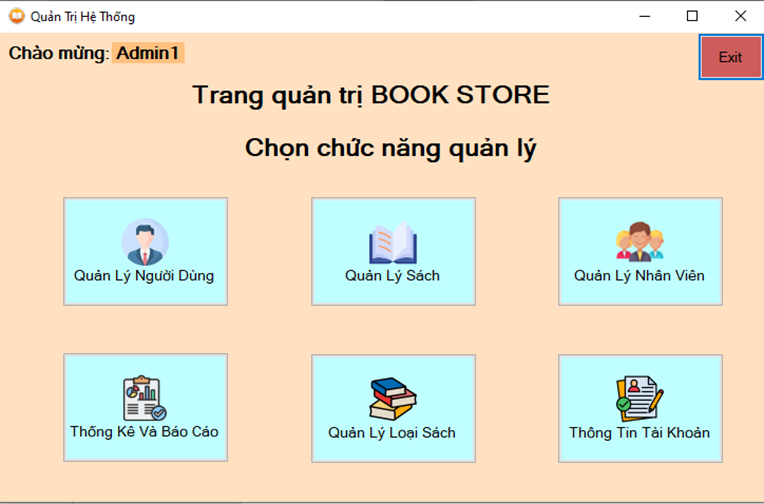 Quản Trị Hệ Thống
Chào mừng: Admin1
Exit
Trang quản trị BOOK STORE
Chọn chức năng quản lý
Quản Lý Người Dùng
Quản Lý Sách
Quản Lý Nhân Viên
Thống Kê Và Báo Cáo
Quản Lý Loại Sách
Thông Tin Tài Khoản